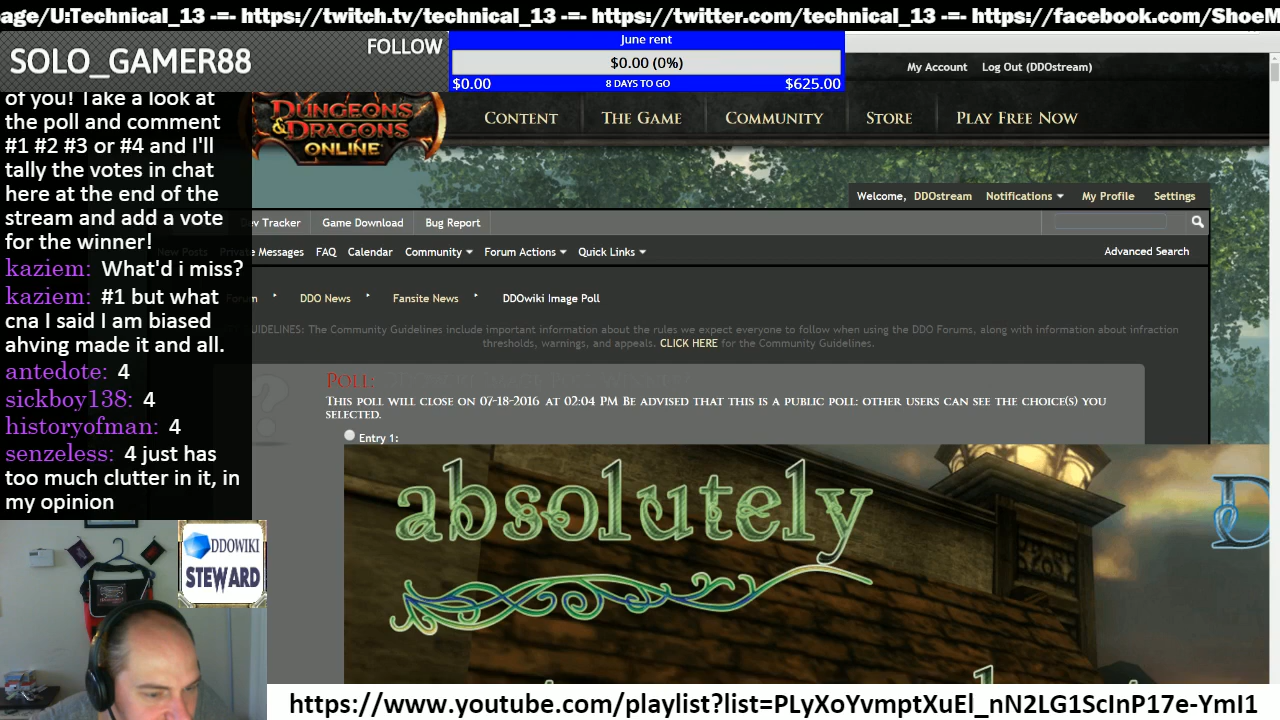 age/U:Technical_13 -=- https://twitch.tv/technical_13 -=- https://twitter.com/technical_13 -=- https://facebook.com/ShoeM
SOLO_GAMER88
FOLLOW
June rent
$0.00 (0%)
$0.00 8 DAYS TO GO $625.00
My Account Log Out (DDOstream)
DUNGEONS & DRAGONS ONLINE
CONTENT THE GAME COMMUNITY STORE PLAY FREE NOW
of you! Take a look at
the poll and comment
#1 #2 #3 or #4 and I'll
tally the votes in chat
here at the end of the
stream and add a vote
for the winner!
kaziem: What'd i miss?
kaziem: #1 but what
cna I said I am biased
ahving made it and all.
antedote: 4
sickboy138: 4
historyofman: 4
senzeless: 4 just has
too much clutter in it, in
my opinion
Welcome, DDOstream Notifications My Profile Settings
Dev Tracker Game Download Bug Report
New Posts Private Messages FAQ Calendar Community Forum Actions Quick Links Advanced Search
Forum DDO News Fansite News DDOwiki Image Poll
GUIDELINES: The Community Guidelines include important information about the rules we expect everyone to follow when using the DDO Forums, along with information about infraction
thresholds, warnings, and appeals. CLICK HERE for the Community Guidelines.
POLL:
THIS POLL WILL CLOSE ON 07-18-2016 AT 02:04 PM BE ADVISED THAT THIS IS A PUBLIC POLL: OTHER USERS CAN SEE THE CHOICE(S) YOU
SELECTED.
Entry 1:
absolutely
D
DDOWIKI
STEWARD
https://www.youtube.com/playlist?list=PLyXoYvmptXuEl_nN2LG1ScInP17e-YmI1